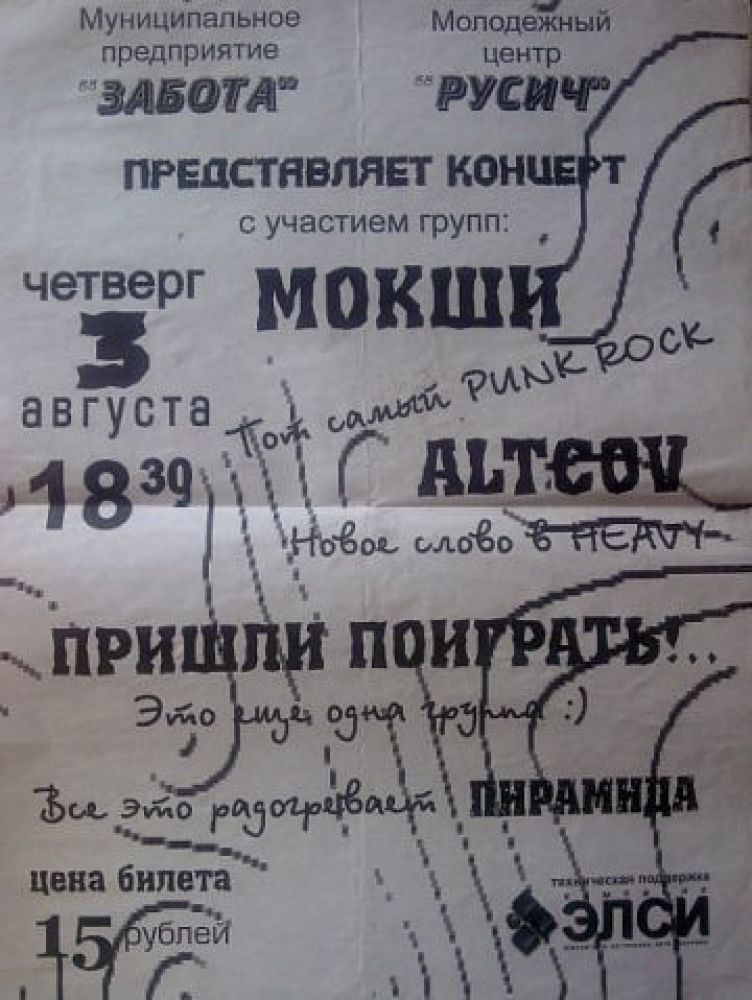 Муниципальное предприятие "ЗАБОТА"
Молодежный центр "РУСИЧ"
ПРЕДСТАВЛЯЕТ КОНЦЕРТ
с участием групп:
четверг
3
августа
18 30
МОКШИ
Тот самый PUNK ROCK
ALTCOV
Новое слово в HEAVY
ПРИШЛИ ПОИГРАТЬ!..
Это еще одна группа :)
Все это радогревает ПИРАМИДА
цена билета
15 рублей
техническая поддержка
ЭЛСИ